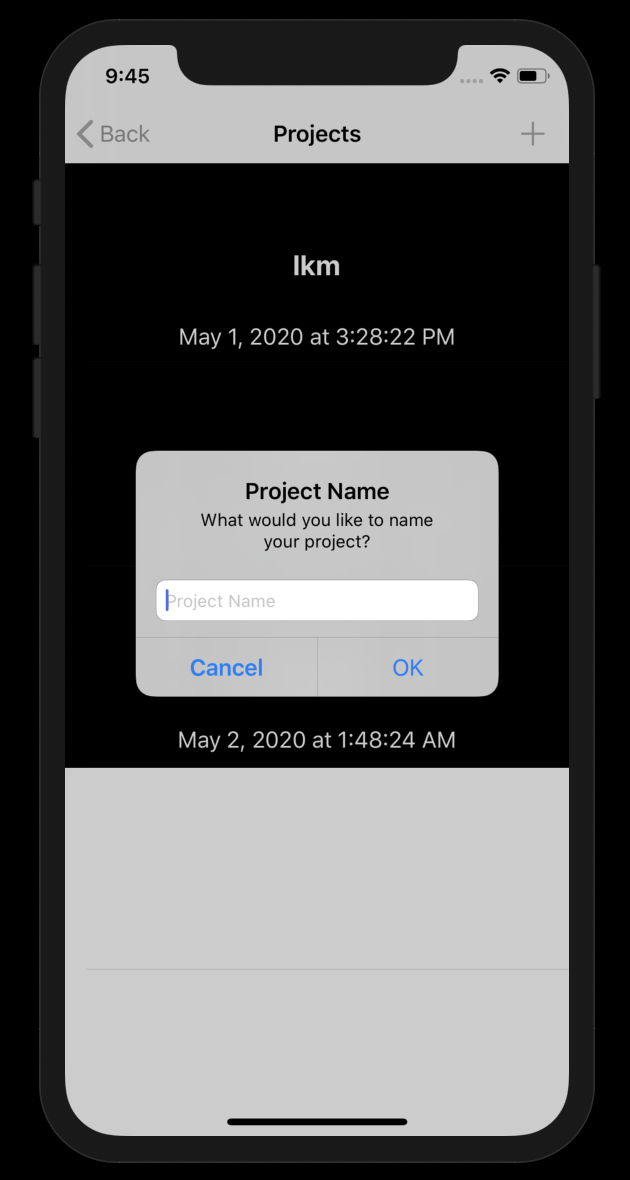 9:45
Back
Projects
lkm
May 1, 2020 at 3:28:22 PM
Project Name
What would you like to name
your project?
Project Name
Cancel
OK
May 2, 2020 at 1:48:24 AM